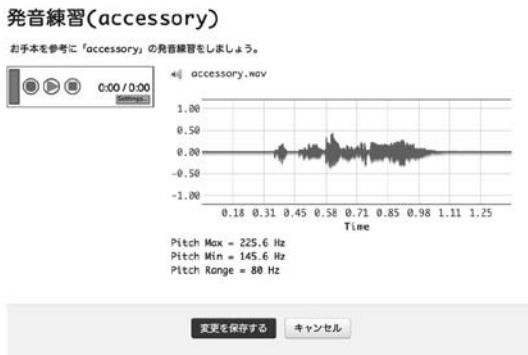 発音練習(accessory)
お手本を参考に「accessory」の発音練習をしましょう。
0:00 / 0:00
Settings...
accessory.wav
1.00
0.50
0.00
-0.50
-1.00
0.18 0.31 0.45 0.58 0.71 0.85 0.98 1.11 1.25
Time
Pitch Max = 225.6 Hz
Pitch Min = 145.6 Hz
Pitch Range = 80 Hz
変更を保存する キャンセル